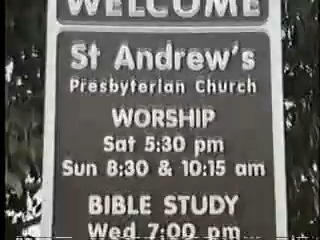 WELCOME
St Andrew's
Presbyterian Church
WORSHIP
Sat 5:30 pm
Sun 8:30 & 10:15 am
BIBLE STUDY
Wed 7:00 pm